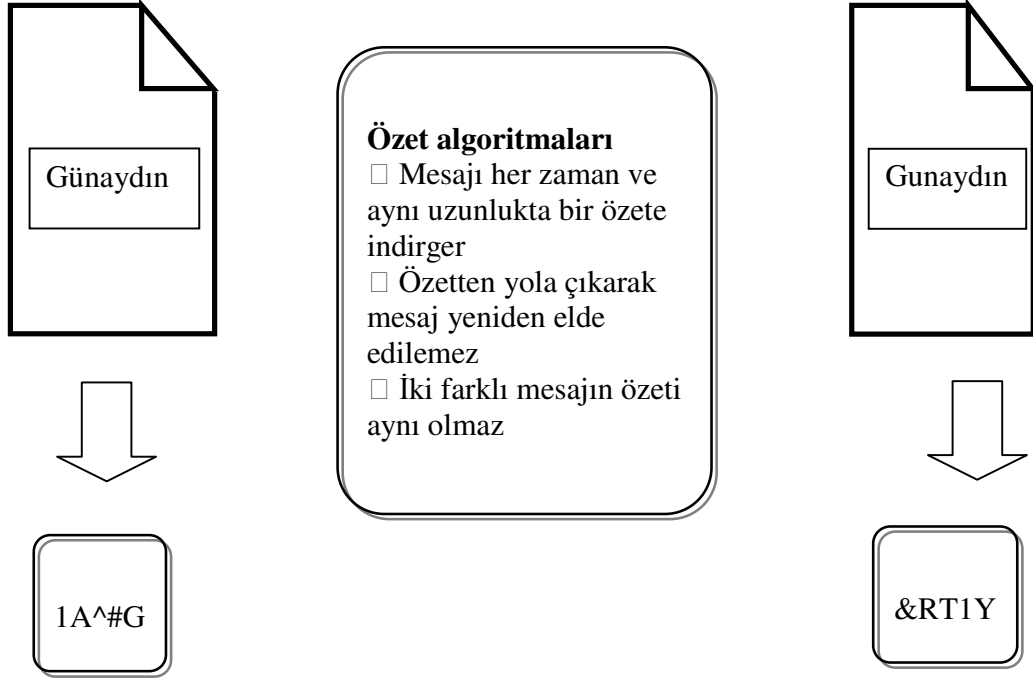 Günaydın
Özet algoritmaları
□ Mesajı her zaman ve
aynı uzunlukta bir özete
indirger
□ Özetten yola çıkarak
mesaj yeniden elde
edilemez
□ İki farklı mesajın özeti
aynı olmaz
Gunaydın
1A^#G
&RT1Y